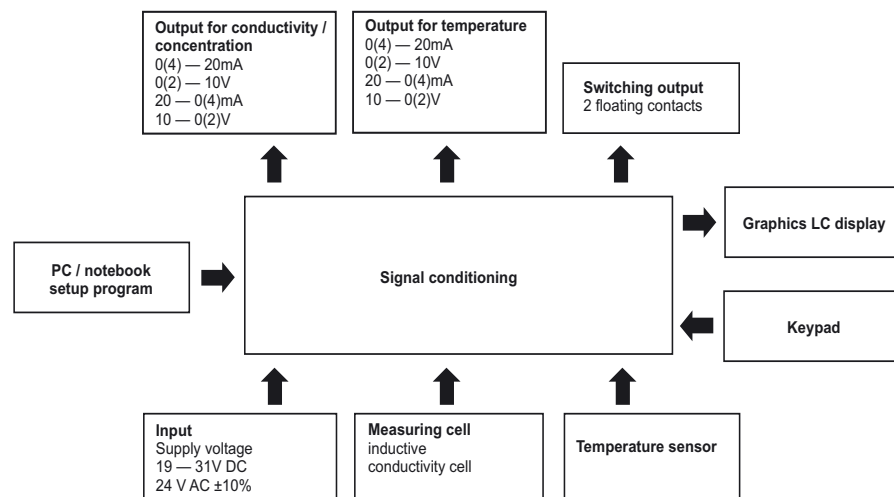 Output for conductivity /
concentration
0(4) — 20mA
0(2) — 10V
20 — 0(4)mA
10 — 0(2)V
Output for temperature
0(4) — 20mA
0(2) — 10V
20 — 0(4)mA
10 — 0(2)V
Switching output
2 floating contacts
Graphics LC display
PC / notebook
setup program
Signal conditioning
Keypad
Input
Supply voltage
19 — 31V DC
24 V AC ±10%
Measuring cell
inductive
conductivity cell
Temperature sensor